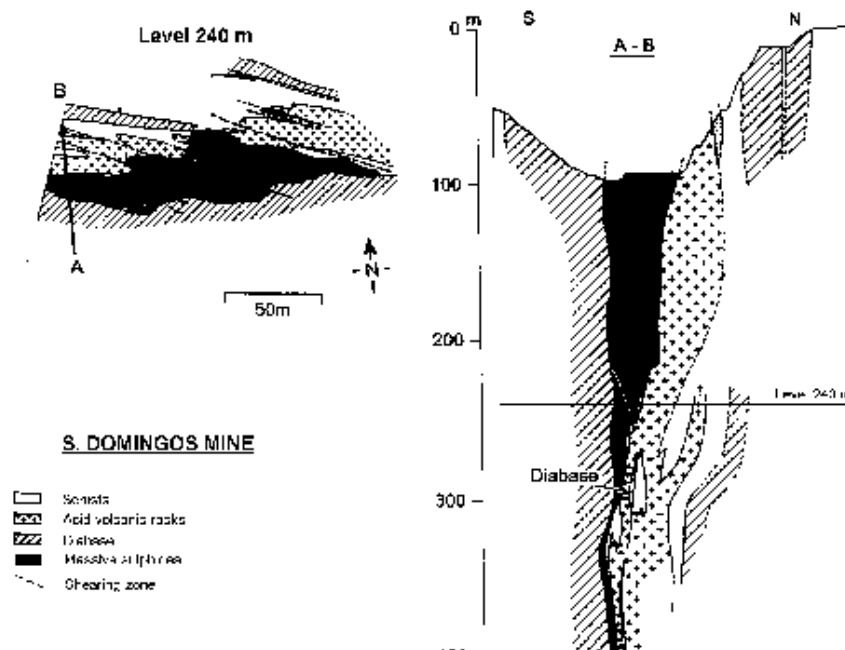 Level 240 m
B
A
- N -
50m
S. DOMINGOS MINE
Schists
Acid volcanic rocks
Diabase
Massive sulphides
Shearing zone
m
S
N
A - B
0
100
200
Level 240 m
Diabase
300